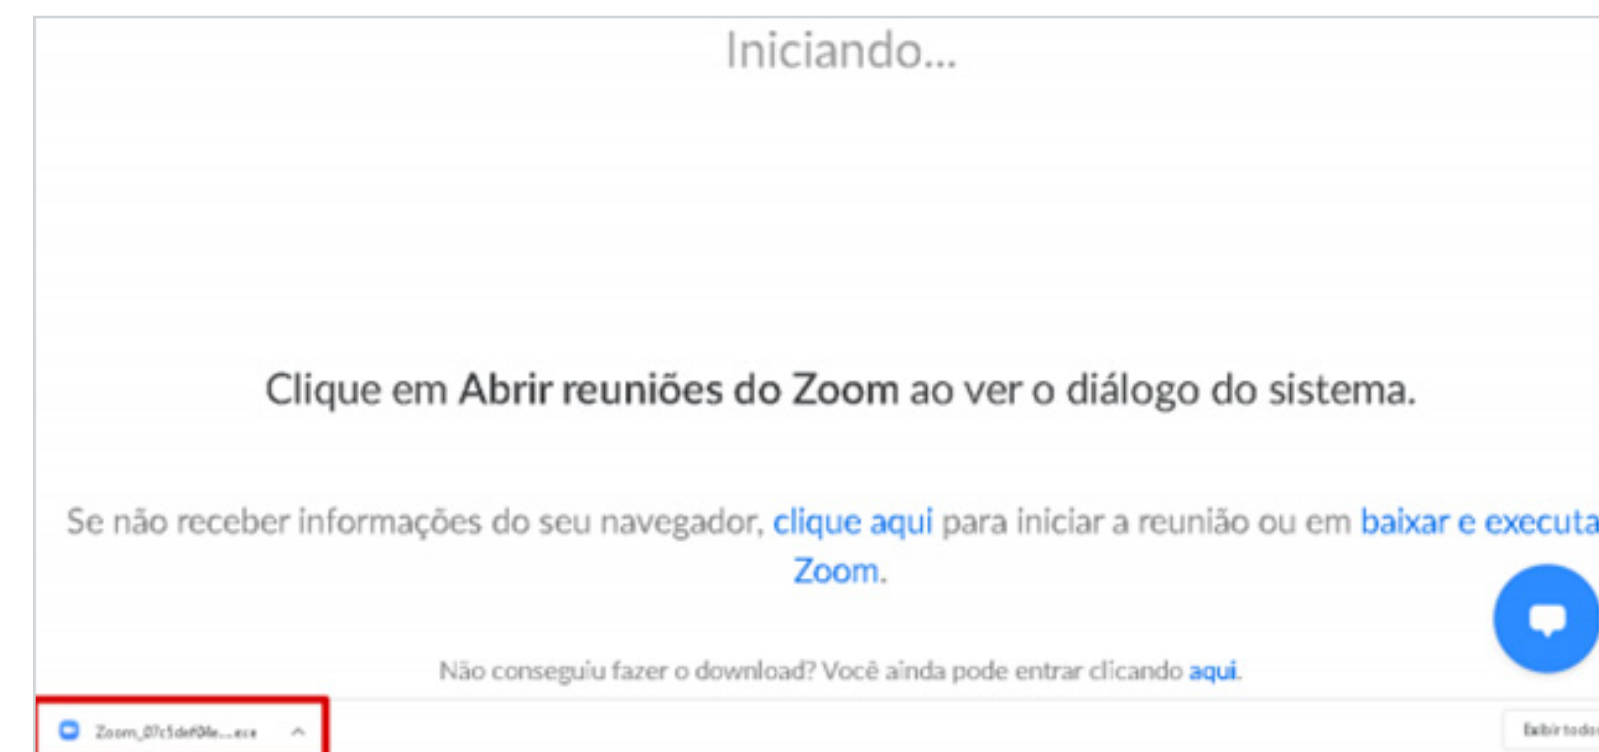 Iniciando...
Clique em Abrir reuniões do Zoom ao ver o diálogo do sistema.
Se não receber informações do seu navegador, clique aqui para iniciar a reunião ou em baixar e executa
Zoom.
Não conseguiu fazer o download? Você ainda pode entrar clicando aqui.
Exibir todos